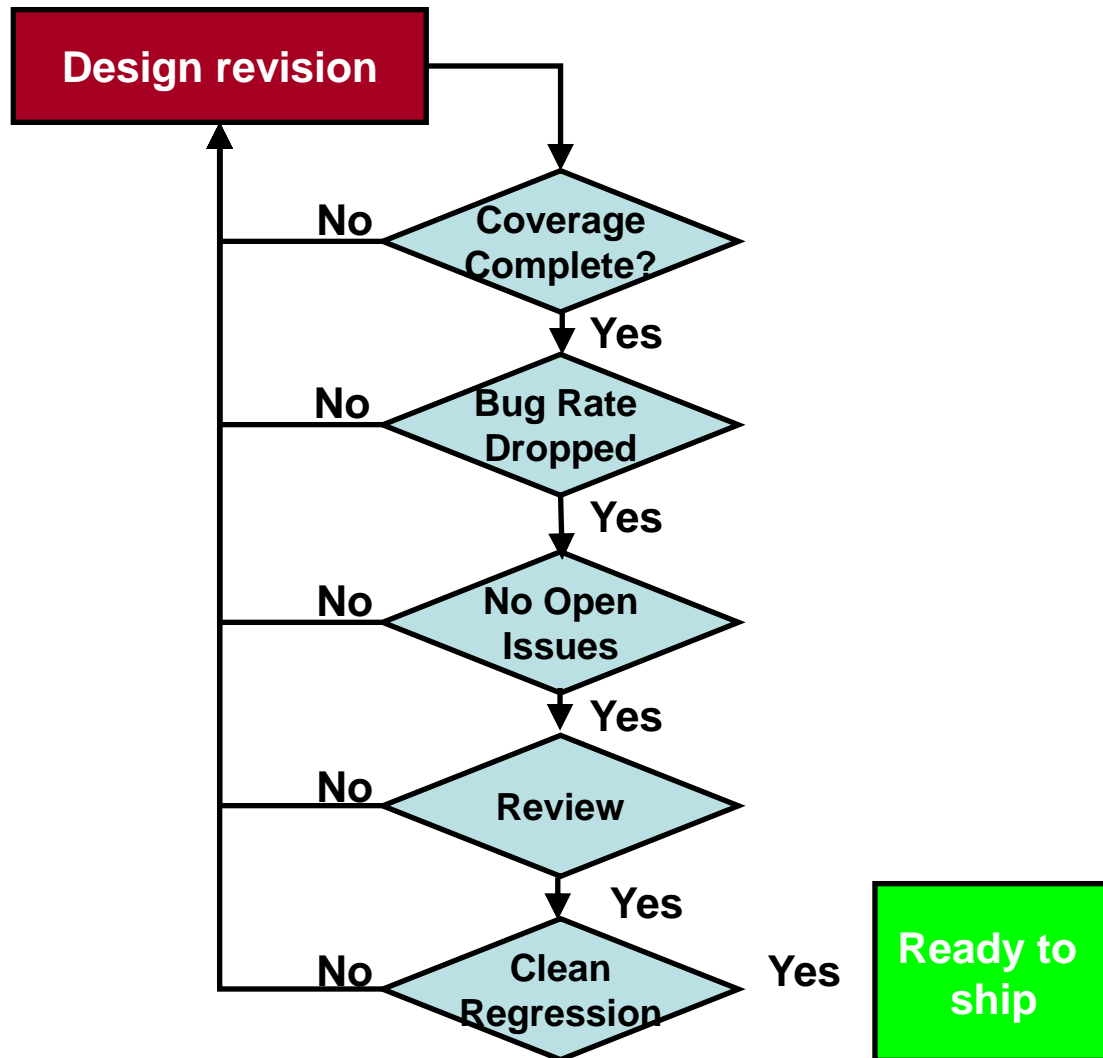 Design revision
No
Coverage
Complete?
Yes
No
Bug Rate
Dropped
Yes
No
No Open
Issues
Yes
No
Review
Yes
No
Clean
Regression
Yes
Ready to
ship